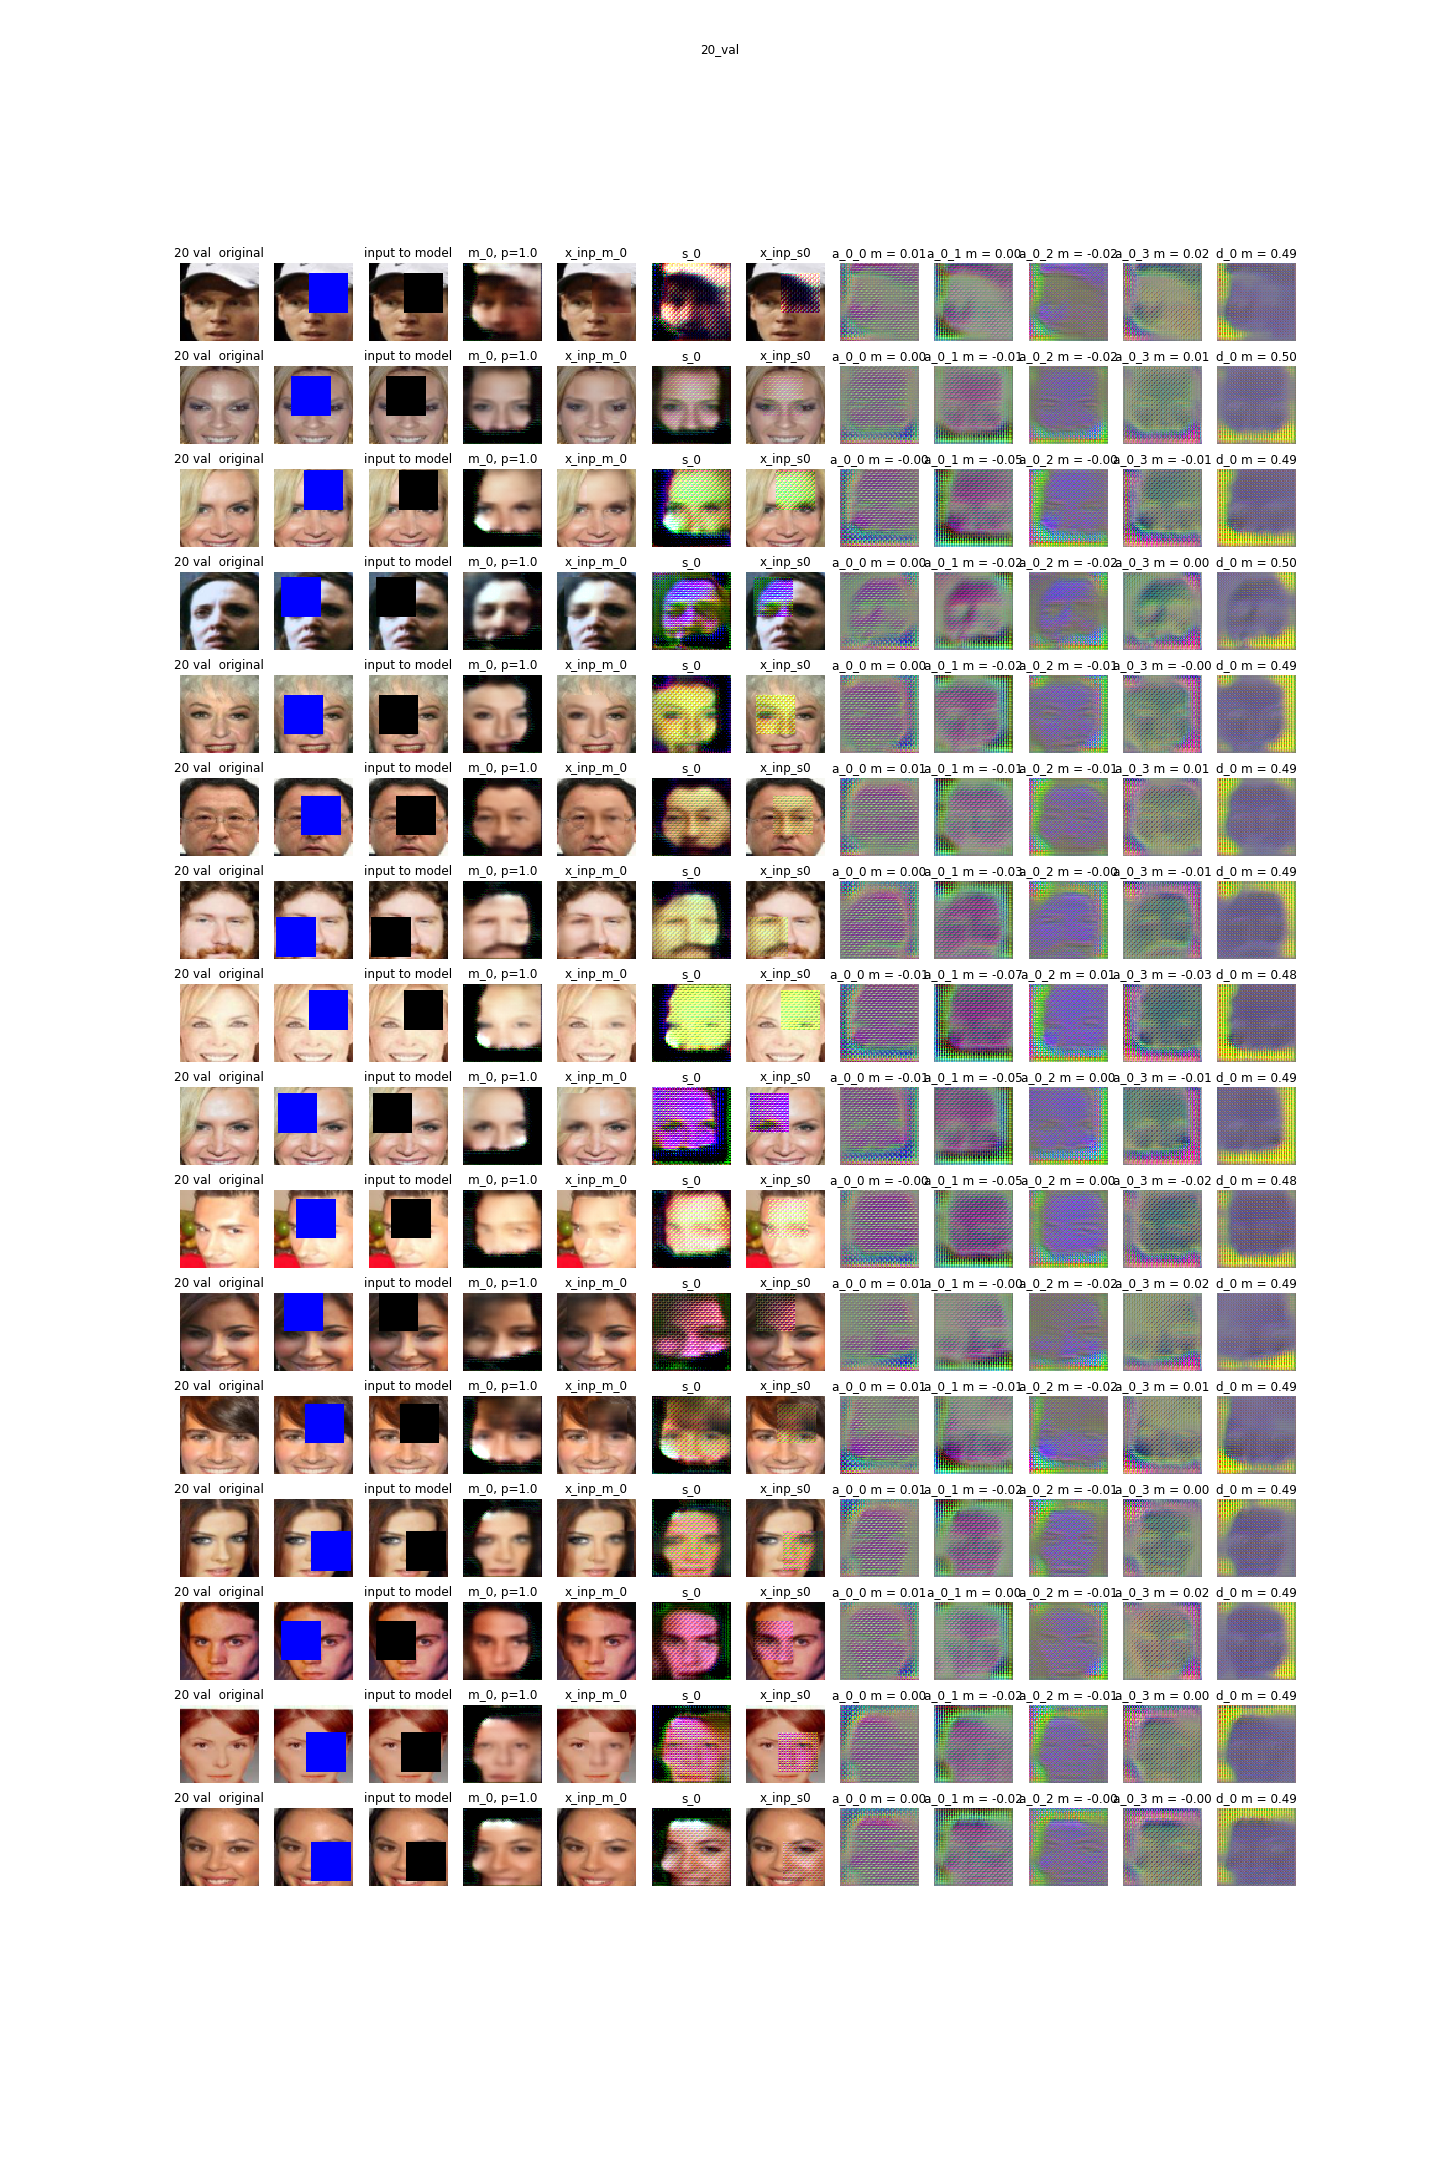 20_val
20 val original input to model m_0, p=1.0 x_inp_m_0 s_0 x_inp_s0 a_0_0 m = 0.01 a_0_1 m = 0.00 a_0_2 m = -0.02 a_0_3 m = 0.02 d_0 m = 0.49
20 val original input to model m_0, p=1.0 x_inp_m_0 s_0 x_inp_s0 a_0_0 m = 0.00 a_0_1 m = -0.01 a_0_2 m = -0.02 a_0_3 m = 0.01 d_0 m = 0.50
20 val original input to model m_0, p=1.0 x_inp_m_0 s_0 x_inp_s0 a_0_0 m = -0.00 a_0_1 m = -0.05 a_0_2 m = -0.00 a_0_3 m = -0.01 d_0 m = 0.49
20 val original input to model m_0, p=1.0 x_inp_m_0 s_0 x_inp_s0 a_0_0 m = 0.00 a_0_1 m = -0.02 a_0_2 m = -0.02 a_0_3 m = 0.00 d_0 m = 0.50
20 val original input to model m_0, p=1.0 x_inp_m_0 s_0 x_inp_s0 a_0_0 m = 0.00 a_0_1 m = -0.02 a_0_2 m = -0.01 a_0_3 m = -0.00 d_0 m = 0.49
20 val original input to model m_0, p=1.0 x_inp_m_0 s_0 x_inp_s0 a_0_0 m = 0.01 a_0_1 m = -0.01 a_0_2 m = -0.01 a_0_3 m = 0.01 d_0 m = 0.49
20 val original input to model m_0, p=1.0 x_inp_m_0 s_0 x_inp_s0 a_0_0 m = 0.00 a_0_1 m = -0.03 a_0_2 m = -0.00 a_0_3 m = -0.01 d_0 m = 0.49
20 val original input to model m_0, p=1.0 x_inp_m_0 s_0 x_inp_s0 a_0_0 m = -0.01 a_0_1 m = -0.07 a_0_2 m = 0.01 a_0_3 m = -0.03 d_0 m = 0.48
20 val original input to model m_0, p=1.0 x_inp_m_0 s_0 x_inp_s0 a_0_0 m = -0.01 a_0_1 m = -0.05 a_0_2 m = 0.00 a_0_3 m = -0.01 d_0 m = 0.49
20 val original input to model m_0, p=1.0 x_inp_m_0 s_0 x_inp_s0 a_0_0 m = -0.00 a_0_1 m = -0.05 a_0_2 m = 0.00 a_0_3 m = -0.02 d_0 m = 0.48
20 val original input to model m_0, p=1.0 x_inp_m_0 s_0 x_inp_s0 a_0_0 m = 0.01 a_0_1 m = -0.00 a_0_2 m = -0.02 a_0_3 m = 0.02 d_0 m = 0.49
20 val original input to model m_0, p=1.0 x_inp_m_0 s_0 x_inp_s0 a_0_0 m = 0.01 a_0_1 m = -0.01 a_0_2 m = -0.02 a_0_3 m = 0.01 d_0 m = 0.49
20 val original input to model m_0, p=1.0 x_inp_m_0 s_0 x_inp_s0 a_0_0 m = 0.01 a_0_1 m = -0.02 a_0_2 m = -0.01 a_0_3 m = 0.00 d_0 m = 0.49
20 val original input to model m_0, p=1.0 x_inp_m_0 s_0 x_inp_s0 a_0_0 m = 0.01 a_0_1 m = 0.00 a_0_2 m = -0.01 a_0_3 m = 0.02 d_0 m = 0.49
20 val original input to model m_0, p=1.0 x_inp_m_0 s_0 x_inp_s0 a_0_0 m = 0.00 a_0_1 m = -0.02 a_0_2 m = -0.01 a_0_3 m = 0.00 d_0 m = 0.49
20 val original input to model m_0, p=1.0 x_inp_m_0 s_0 x_inp_s0 a_0_0 m = 0.00 a_0_1 m = -0.02 a_0_2 m = -0.00 a_0_3 m = -0.00 d_0 m = 0.49